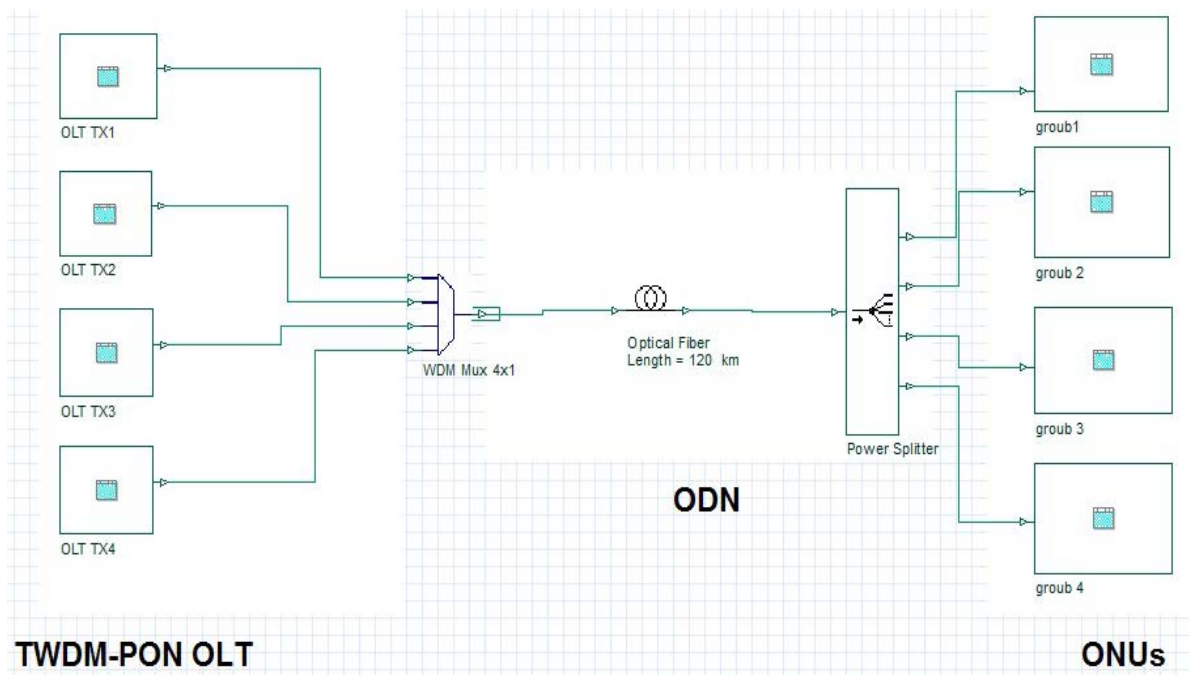 OLT TX1
OLT TX2
OLT TX3
OLT TX4
WDM Mux 4x1
Optical Fiber
Length = 120 km
Power Splitter
groub1
groub 2
groub 3
groub 4
ODN
TWDM-PON OLT
ONUs